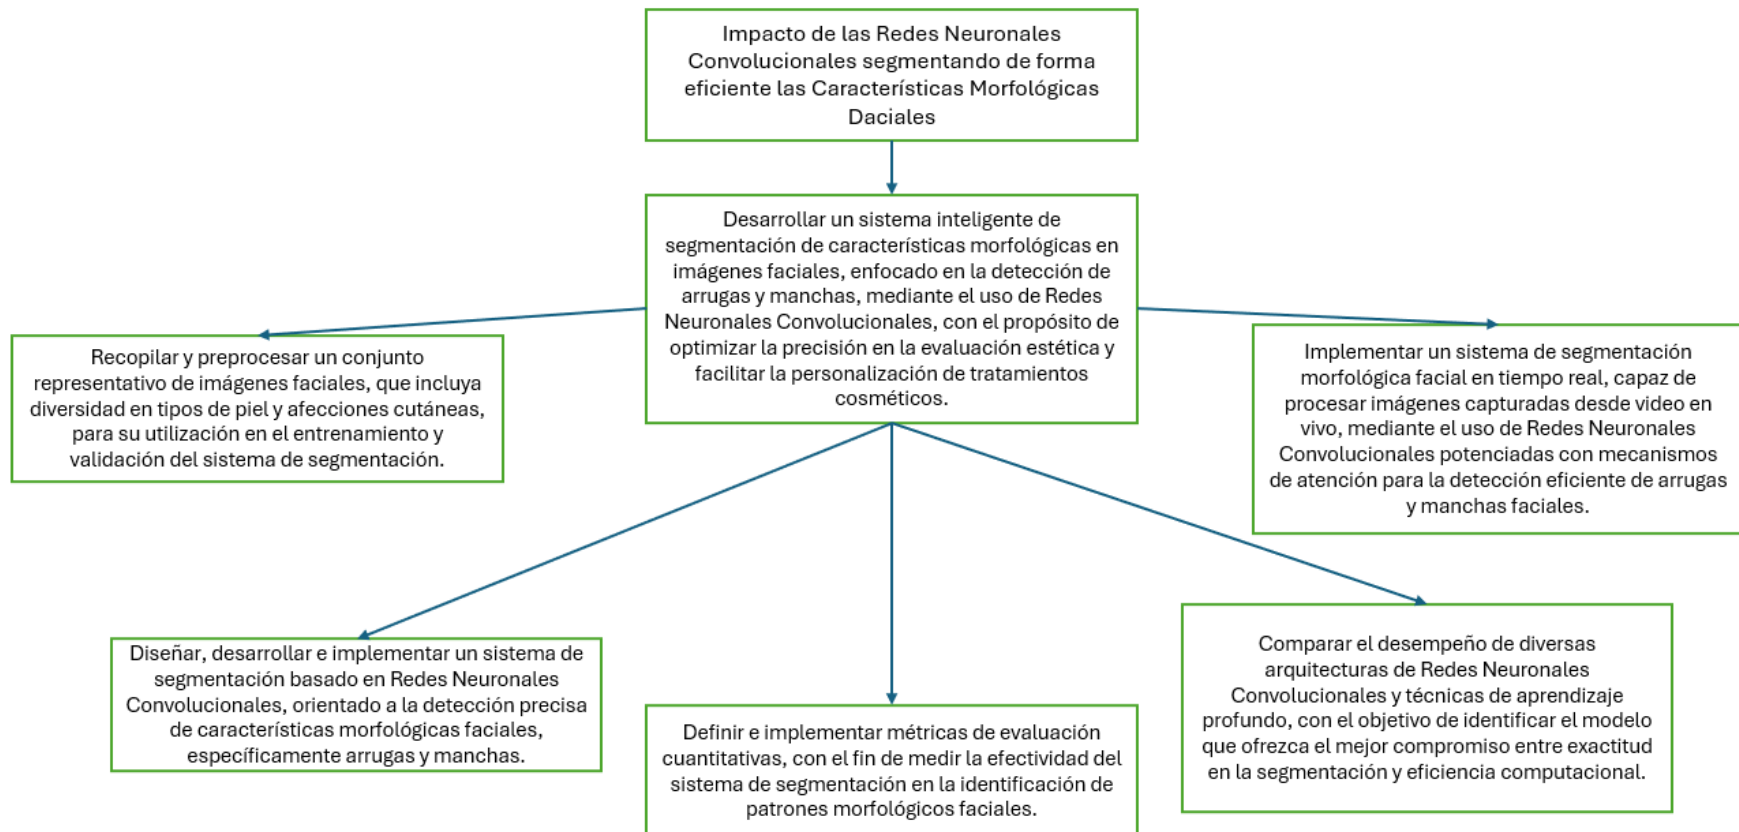 Impacto de las Redes Neuronales
Convolucionales segmentando de forma
eficiente las Características Morfológicas
Daciales
Desarrollar un sistema inteligente de
segmentación de características morfológicas en
imágenes faciales, enfocado en la detección de
arrugas y manchas, mediante el uso de Redes
Neuronales Convolucionales, con el propósito de
optimizar la precisión en la evaluación estética y
facilitar la personalización de tratamientos
cosméticos.
Recopilar y preprocesar un conjunto
representativo de imágenes faciales, que incluya
diversidad en tipos de piel y afecciones cutáneas,
para su utilización en el entrenamiento y
validación del sistema de segmentación.
Implementar un sistema de segmentación
morfológica facial en tiempo real, capaz de
procesar imágenes capturadas desde video en
vivo, mediante el uso de Redes Neuronales
Convolucionales potenciadas con mecanismos
de atención para la detección eficiente de arrugas
y manchas faciales.
Diseñar, desarrollar e implementar un sistema de
segmentación basado en Redes Neuronales
Convolucionales, orientado a la detección precisa
de características morfológicas faciales,
específicamente arrugas y manchas.
Definir e implementar métricas de evaluación
cuantitativas, con el fin de medir la efectividad del
sistema de segmentación en la identificación de
patrones morfológicos faciales.
Comparar el desempeño de diversas
arquitecturas de Redes Neuronales
Convolucionales y técnicas de aprendizaje
profundo, con el objetivo de identificar el modelo
que ofrezca el mejor compromiso entre exactitud
en la segmentación y eficiencia computacional.